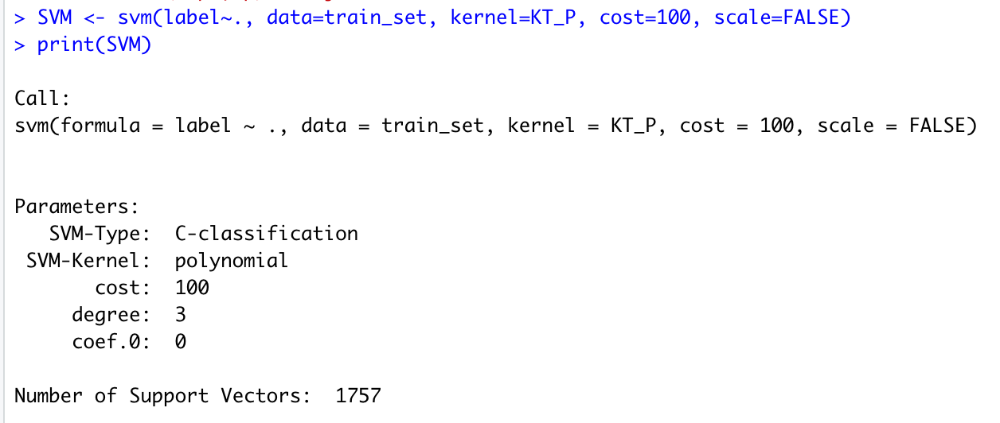 > SVM <- svm(label~., data=train_set, kernel=KT_P, cost=100, scale=FALSE)
> print(SVM)
Call:
svm(formula = label ~ ., data = train_set, kernel = KT_P, cost = 100, scale = FALSE)
Parameters:
SVM-Type: C-classification
SVM-Kernel: polynomial
cost: 100
degree: 3
coef.0: 0
Number of Support Vectors: 1757